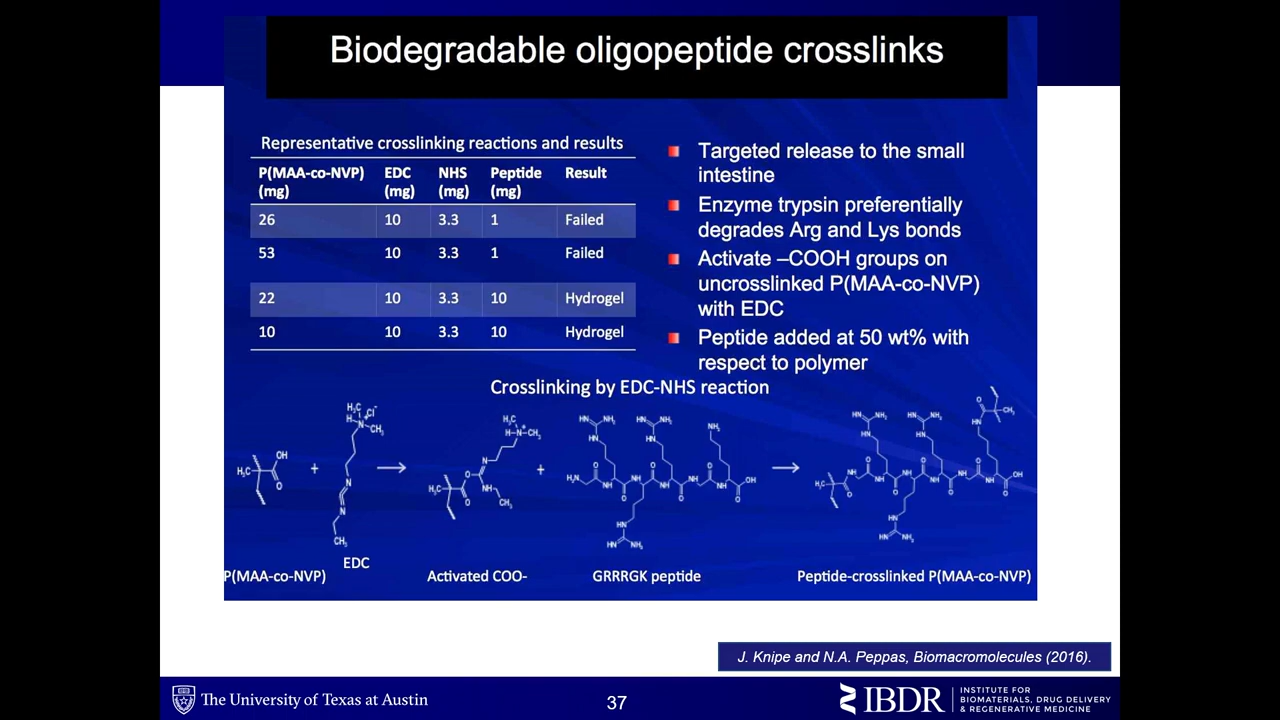 Biodegradable oligopeptide crosslinks
Representative crosslinking reactions and results
P(MAA-co-NVP) (mg) EDC (mg) NHS (mg) Peptide (mg) Result
26 10 3.3 1 Failed
53 10 3.3 1 Failed
22 10 3.3 10 Hydrogel
10 10 3.3 10 Hydrogel
Targeted release to the small
intestine
Enzyme trypsin preferentially
degrades Arg and Lys bonds
Activate –COOH groups on
uncrosslinked P(MAA-co-NVP)
with EDC
Peptide added at 50 wt% with
respect to polymer
Crosslinking by EDC-NHS reaction
P(MAA-co-NVP)
EDC
Activated COO-
GRRRGK peptide
Peptide-crosslinked P(MAA-co-NVP)
J. Knipe and N.A. Peppas, Biomacromolecules (2016).
The University of Texas at Austin
37
IBDR
INSTITUTE FOR
BIOMATERIALS, DRUG DELIVERY
& REGENERATIVE MEDICINE